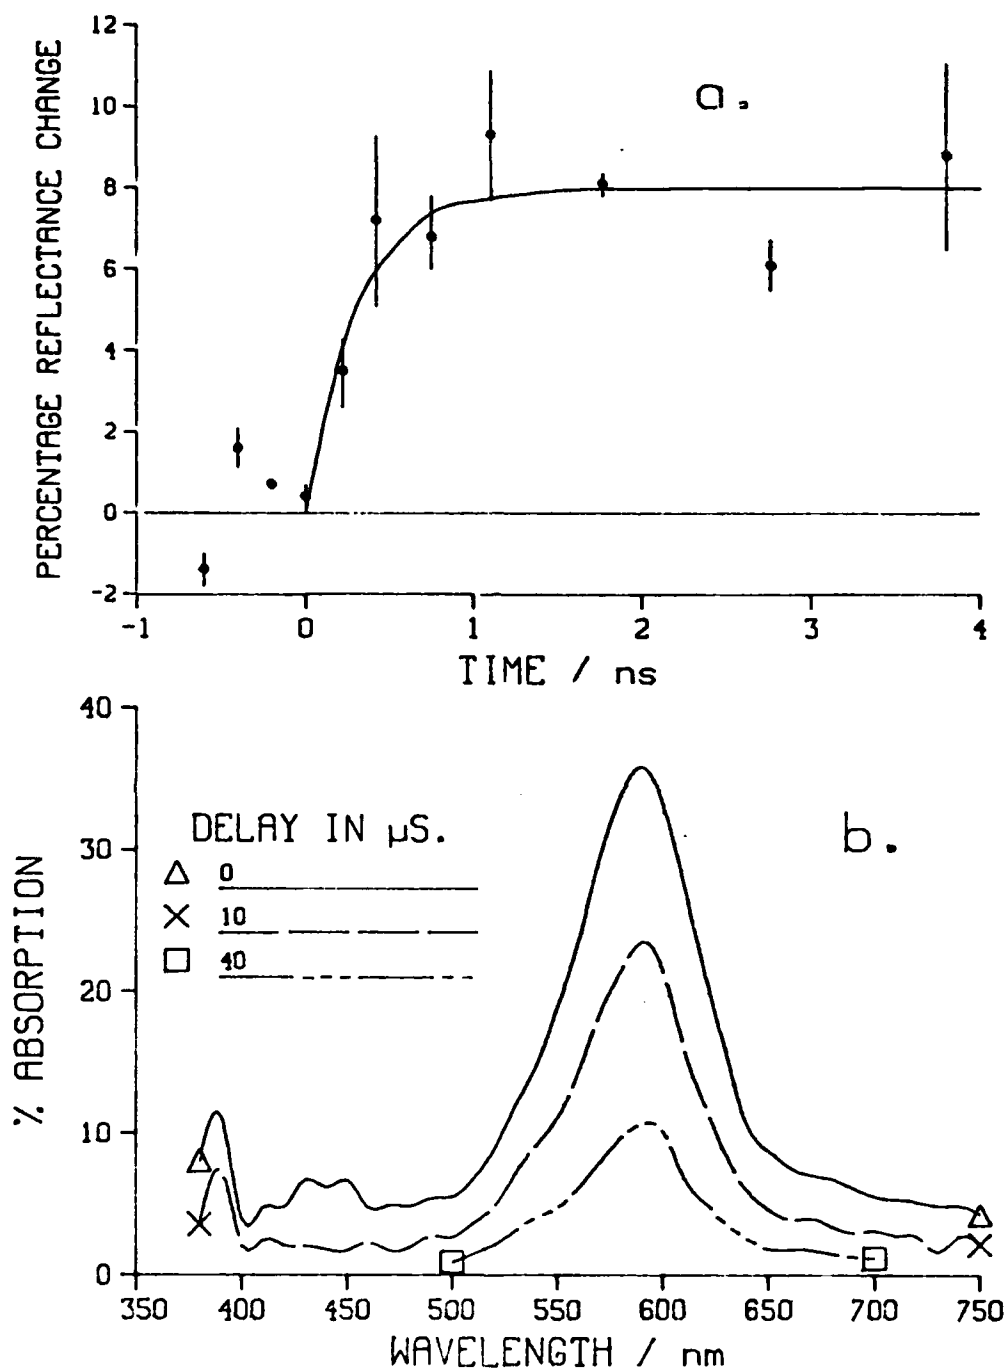 PERCENTAGE REFLECTANCE CHANGE
12
10
8
6
4
2
0
-2
a.
-1 0 1 2 3 4
TIME / ns
% ABSORPTION
40
30
20
10
0
DELAY IN µS.
0
10
40
b.
350 400 450 500 550 600 650 700 750
WAVELENGTH / nm